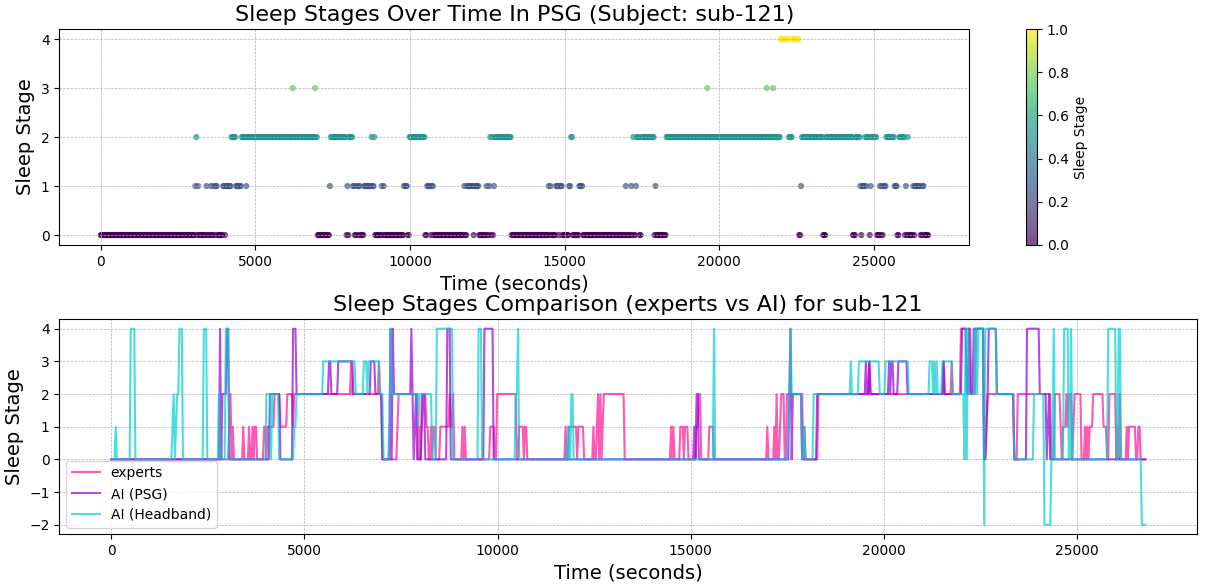 Sleep Stages Over Time In PSG (Subject: sub-121)
Sleep Stage
4
3
2
1
0
0 5000 10000 15000 20000 25000
Time (seconds)
1.0
0.8
0.6
0.4
0.2
0.0
Sleep Stage
Sleep Stages Comparison (experts vs AI) for sub-121
Sleep Stage
4
3
2
1
0
−1
−2
experts
AI (PSG)
AI (Headband)
0 5000 10000 15000 20000 25000
Time (seconds)